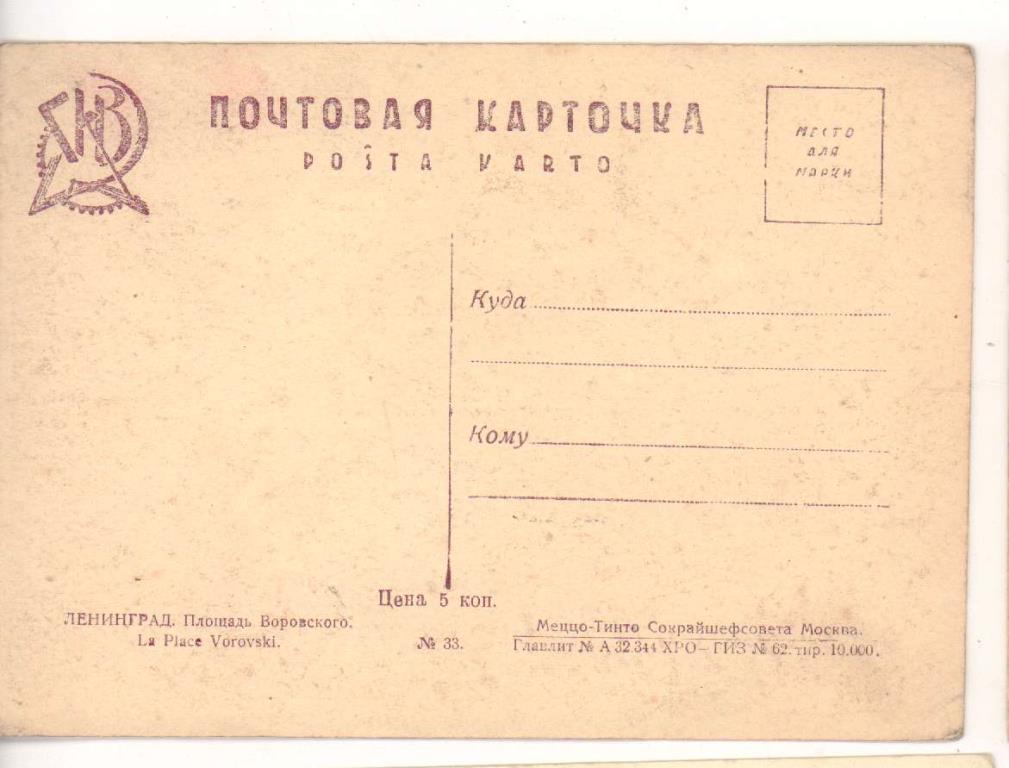 ГИЗ
ПОЧТОВАЯ КАРТОЧКА
POŜTA KARTO
МЕСТО
ДЛЯ
МАРКИ
Куда
Кому
Цена 5 коп.
ЛЕНИНГРАД. Площадь Воровского.
La Place Vorovski.
№ 33.
Меццо-Тинто Сокрайшефсовета Москва.
Главлит № А 32.344 ХРО–ГИЗ № 62. тир. 10.000.